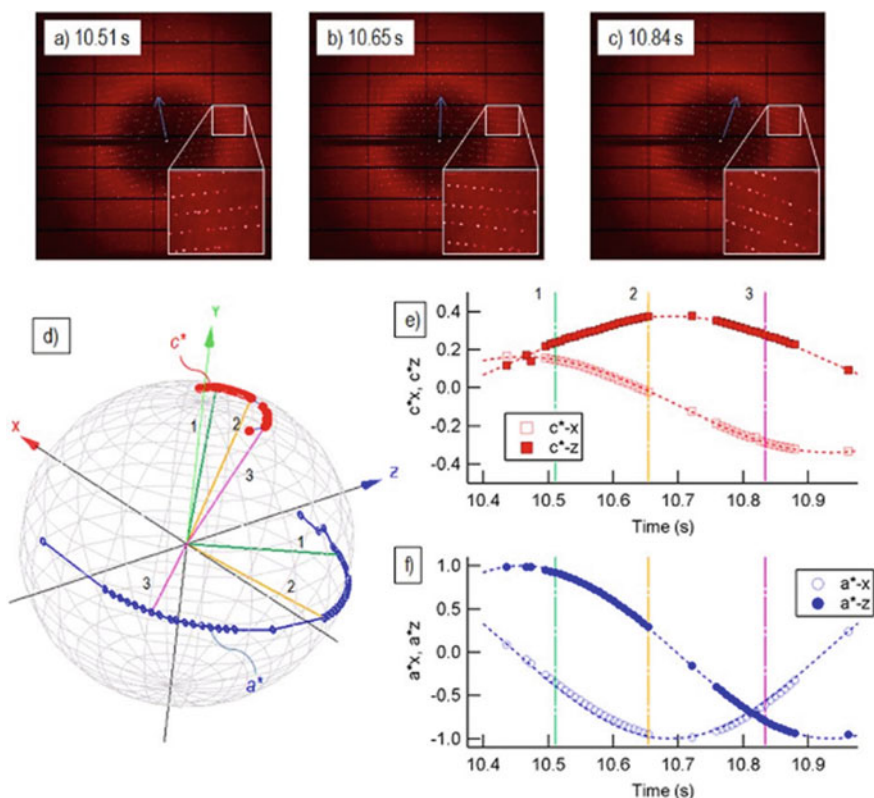 a) 10.51 s
b) 10.65 s
c) 10.84 s
d)
Y
c*
X
Z
1
2
3
1
2
3
a*
e)
1 2 3
0.4
0.2
0.0
-0.2
-0.4
c*x, c*z
c*-x
c*-z
10.4 10.5 10.6 10.7 10.8 10.9
Time (s)
f)
1.0
0.5
0.0
-0.5
-1.0
a*x, a*z
a*-x
a*-z
10.4 10.5 10.6 10.7 10.8 10.9
Time (s)